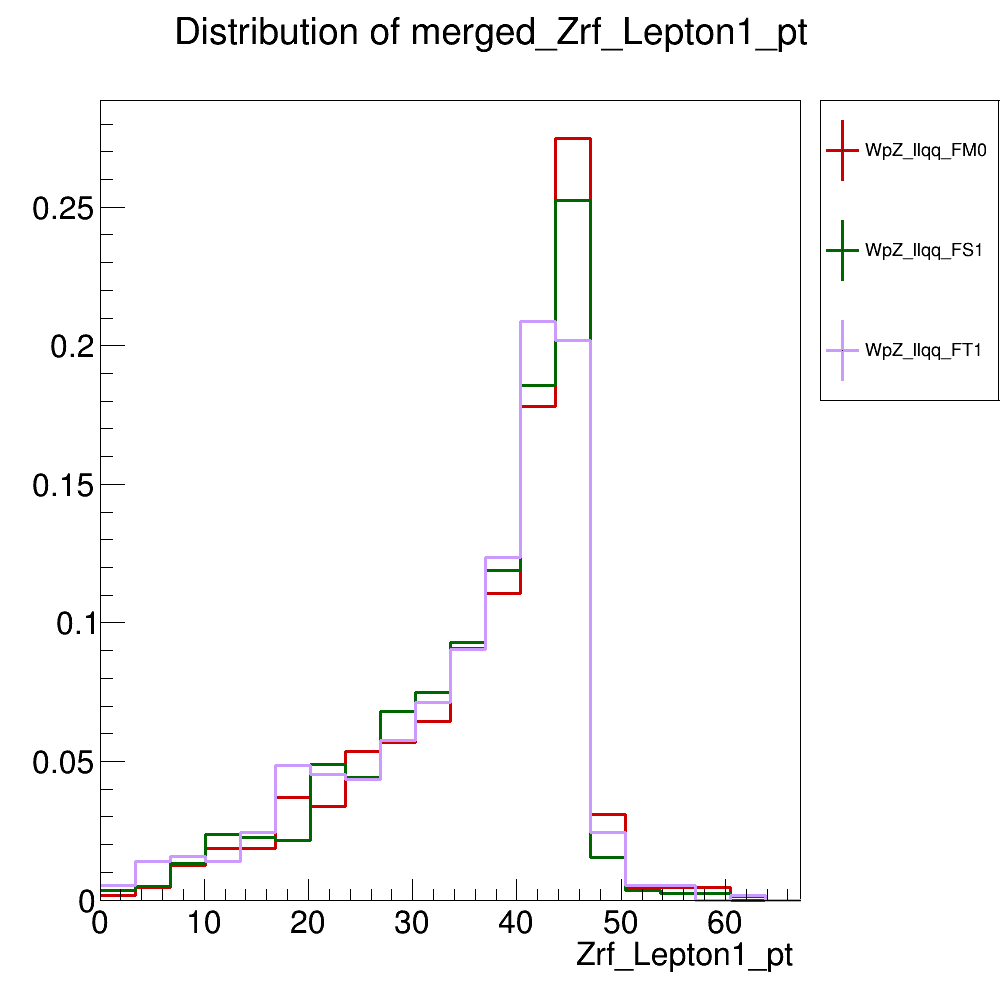 Distribution of merged_Zrf_Lepton1_pt
WpZ_llqq_FM0
WpZ_llqq_FS1
WpZ_llqq_FT1
0.25
0.2
0.15
0.1
0.05
0
0 10 20 30 40 50 60
Zrf_Lepton1_pt